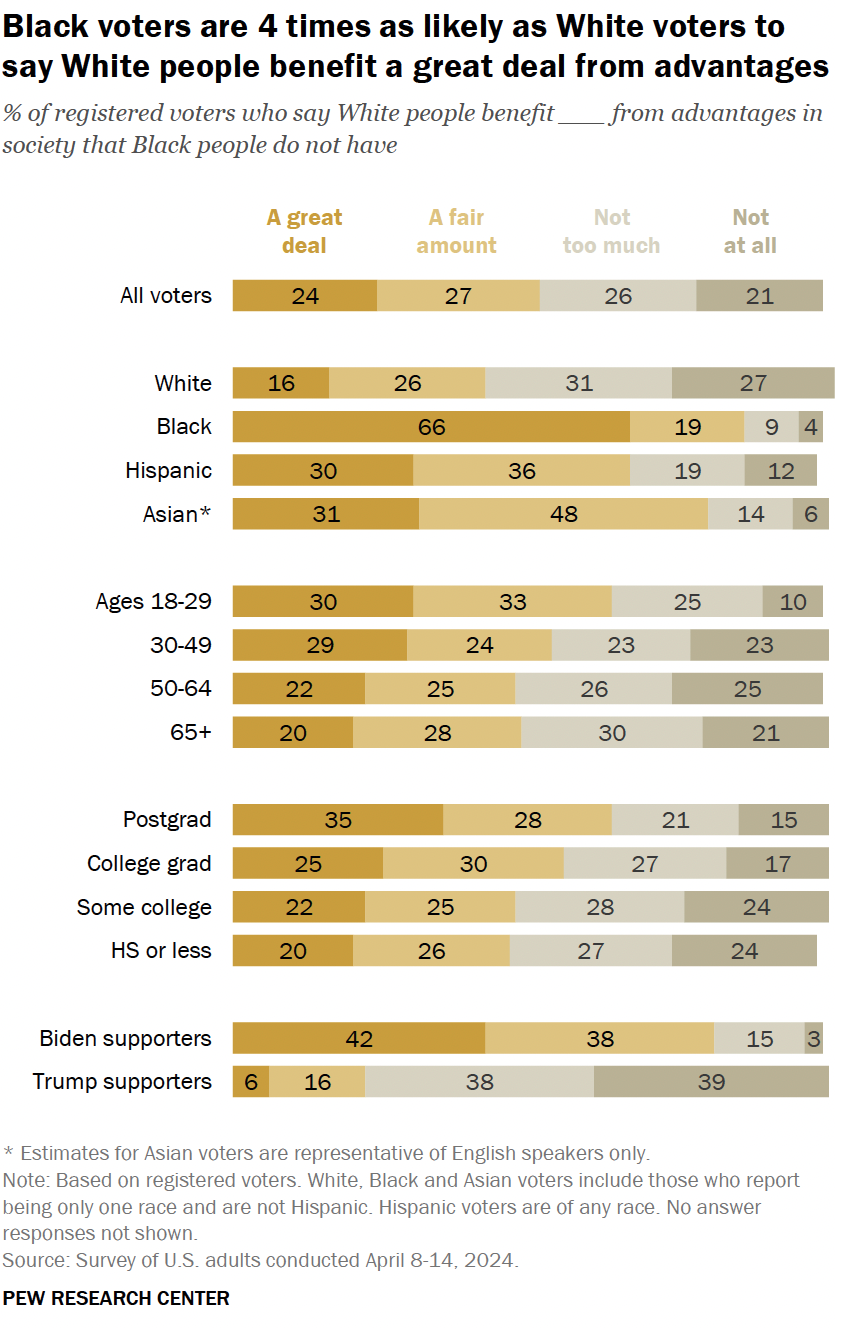 Black voters are 4 times as likely as White voters to
say White people benefit a great deal from advantages
% of registered voters who say White people benefit ____ from advantages in
society that Black people do not have
A great deal A fair amount Not too much Not at all
All voters 24 27 26 21
White 16 26 31 27
Black 66 19 9 4
Hispanic 30 36 19 12
Asian* 31 48 14 6
Ages 18-29 30 33 25 10
30-49 29 24 23 23
50-64 22 25 26 25
65+ 20 28 30 21
Postgrad 35 28 21 15
College grad 25 30 27 17
Some college 22 25 28 24
HS or less 20 26 27 24
Biden supporters 42 38 15 3
Trump supporters 6 16 38 39
* Estimates for Asian voters are representative of English speakers only.
Note: Based on registered voters. White, Black and Asian voters include those who report
being only one race and are not Hispanic. Hispanic voters are of any race. No answer
responses not shown.
Source: Survey of U.S. adults conducted April 8-14, 2024.
PEW RESEARCH CENTER